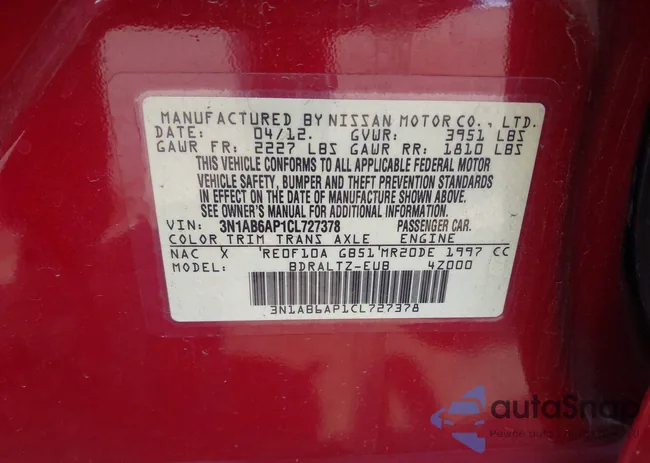 MANUFACTURED BY NISSAN MOTOR CO., LTD.
DATE: 04/12. GVWR: 3951 LBS
GAWR FR: 2227 LBS GAWR RR: 1810 LBS
THIS VEHICLE CONFORMS TO ALL APPLICABLE FEDERAL MOTOR
VEHICLE SAFETY, BUMPER AND THEFT PREVENTION STANDARDS
IN EFFECT ON THE DATE OF MANUFACTURE SHOWN ABOVE.
SEE OWNER'S MANUAL FOR ADDITIONAL INFORMATION.
VIN: 3N1AB6AP1CL727378 PASSENGER CAR.
COLOR TRIM TRANS AXLE ENGINE
NAC X RE0F10A GB51 MR20DE 1997 CC
MODEL: BDRALTZ-EUB 4Z000
3N1AB6AP1CL727378
autaSnap